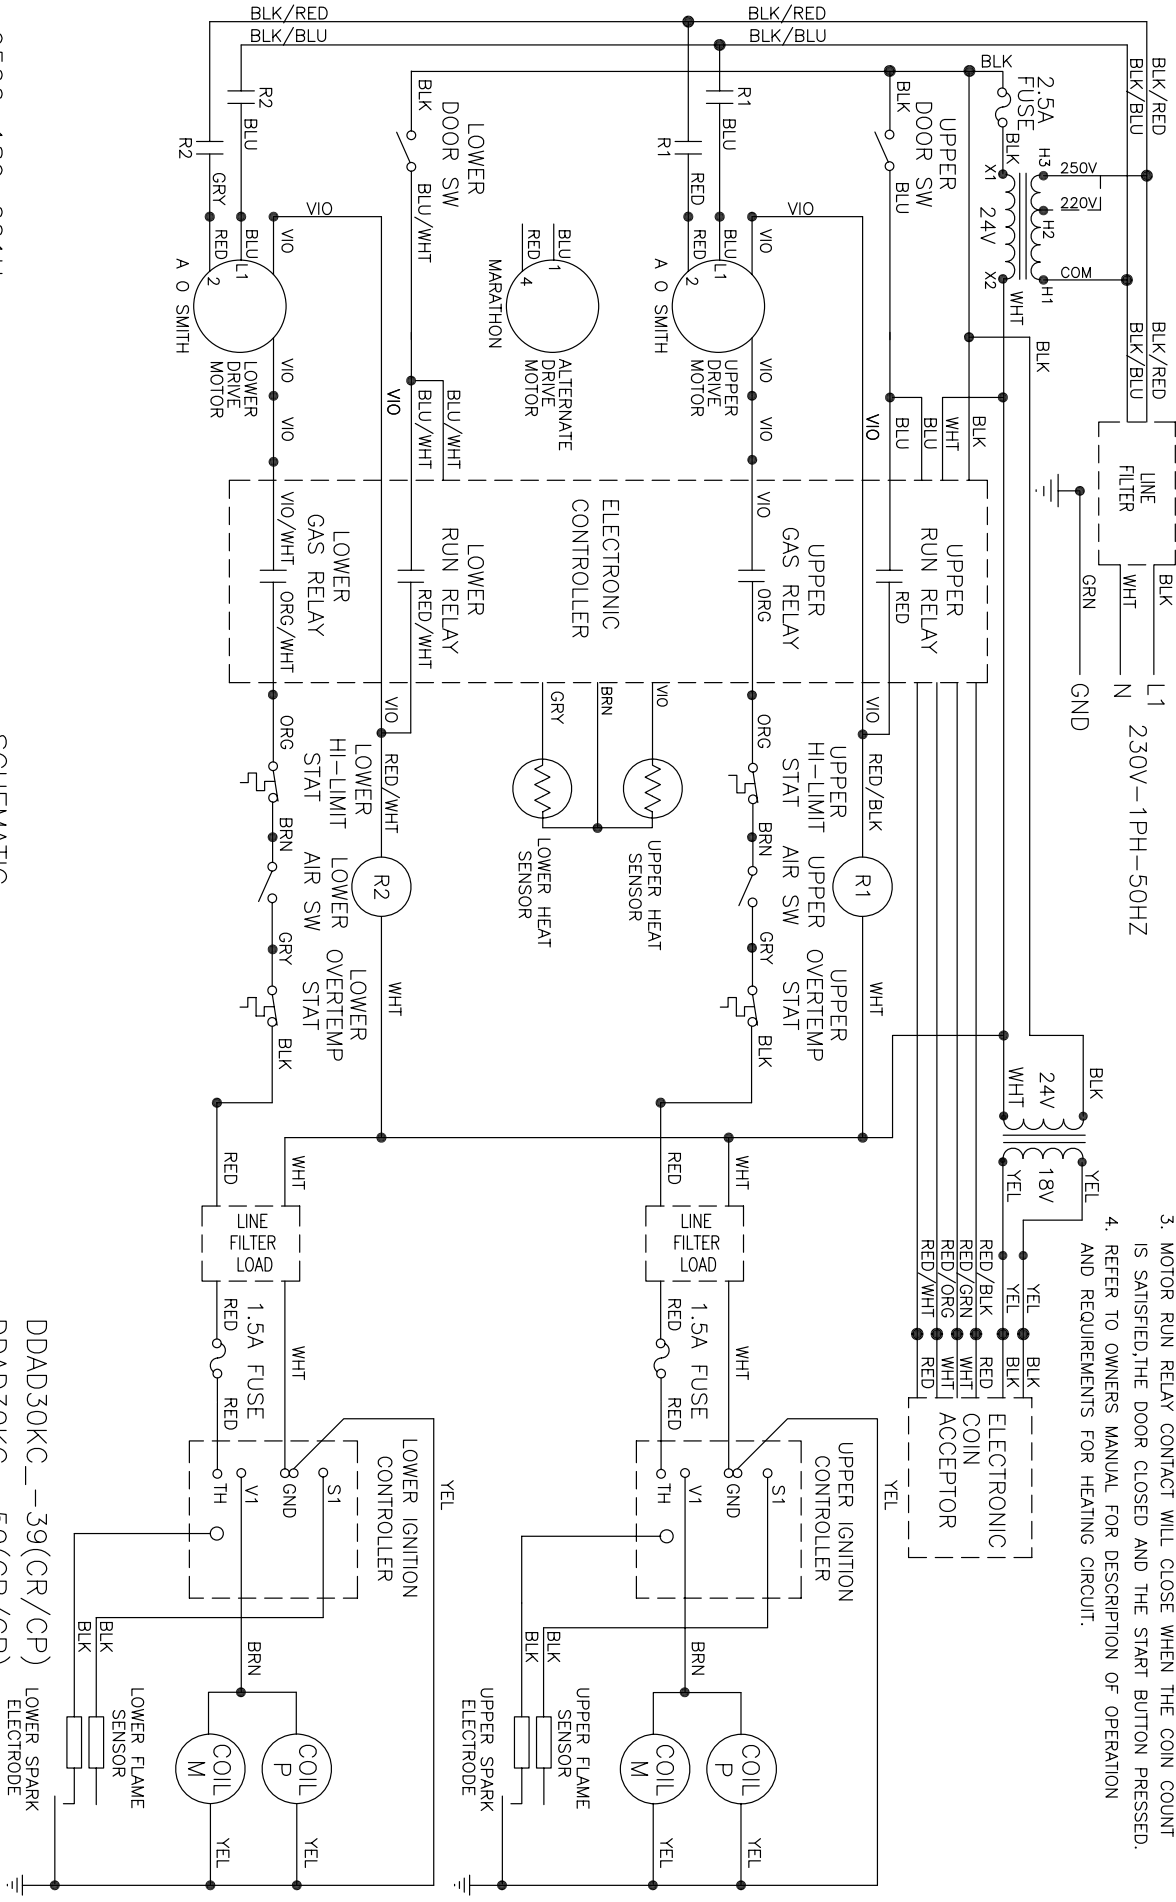 3. MOTOR RUN RELAY CONTACT WILL CLOSE WHEN THE COIN COUNT
IS SATISFIED,THE DOOR CLOSED AND THE START BUTTON PRESSED.
4. REFER TO OWNERS MANUAL FOR DESCRIPTION OF OPERATION
AND REQUIREMENTS FOR HEATING CIRCUIT.
BLK/RED
BLK/BLU
BLK/RED
BLK/BLU
LINE
FILTER
BLK
WHT
GRN
L1
N
GND
230V-1PH-50HZ
250V
220V
COM
H3
H2
H1
2.5A
FUSE
BLK
BLK
X1
24V
X2
WHT
BLK
BLK
WHT
24V
18V
YEL
YEL
YEL
YEL
BLK
BLK
RED/BLK
RED/GRN
RED/ORG
RED/WHT
RED
WHT
WHT
RED
ELECTRONIC
COIN
ACCEPTOR
BLK/RED
BLK/BLU
UPPER
DOOR SW
BLK
BLU
BLK
WHT
BLU
BLU
VIO
UPPER
RUN RELAY
RED
VIO
RED/BLK
R1
WHT
VIO
R1
BLU
R1
RED
VIO
BLU
RED
L1
2
A O SMITH
UPPER
DRIVE
MOTOR
VIO
VIO
VIO
UPPER
GAS RELAY
ORG
ORG
UPPER
HI-LIMIT
STAT
BRN
UPPER
AIR SW
GRY
UPPER
OVERTEMP
STAT
BLK
WHT
RED
LINE
FILTER
LOAD
WHT
1.5A FUSE
RED
RED
UPPER IGNITION
CONTROLLER
YEL
S1
GND
V1
TH
BRN
COIL
P
COIL
M
YEL
YEL
BLK
BLK
UPPER FLAME
SENSOR
UPPER SPARK
ELECTRODE
BLU
RED
1
4
MARATHON
ALTERNATE
DRIVE
MOTOR
ELECTRONIC
CONTROLLER
VIO
BRN
GRY
UPPER HEAT
SENSOR
LOWER HEAT
SENSOR
LOWER
DOOR SW
BLK
BLU/WHT
BLU/WHT
BLU/WHT
VIO
LOWER
RUN RELAY
RED/WHT
VIO
RED/WHT
R2
WHT
BLK/RED
BLK/BLU
VIO
R2
BLU
R2
GRY
VIO
BLU
RED
L1
2
A O SMITH
LOWER
DRIVE
MOTOR
VIO
VIO
VIO/WHT
LOWER
GAS RELAY
ORG/WHT
ORG
LOWER
HI-LIMIT
STAT
BRN
LOWER
AIR SW
GRY
LOWER
OVERTEMP
STAT
BLK
WHT
RED
LINE
FILTER
LOAD
WHT
1.5A FUSE
RED
RED
LOWER IGNITION
CONTROLLER
YEL
S1
GND
V1
TH
BRN
COIL
P
COIL
M
YEL
YEL
BLK
BLK
LOWER FLAME
SENSOR
LOWER SPARK
ELECTRODE
DDAD30KC_-39(CR/CP)
SCHEMATIC